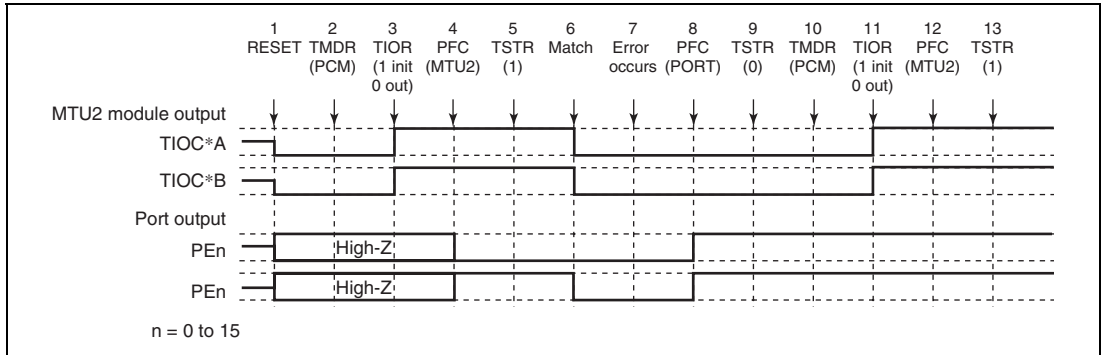 1 2 3 4 5 6 7 8 9 10 11 12 13
RESET TMDR TIOR PFC TSTR Match Error PFC TSTR TMDR TIOR PFC TSTR
(PCM) (1 init (MTU2) (1) occurs (PORT) (0) (PCM) (1 init (MTU2) (1)
0 out) 0 out)
MTU2 module output
TIOC*A
TIOC*B
Port output
PEn High-Z
PEn High-Z
n = 0 to 15